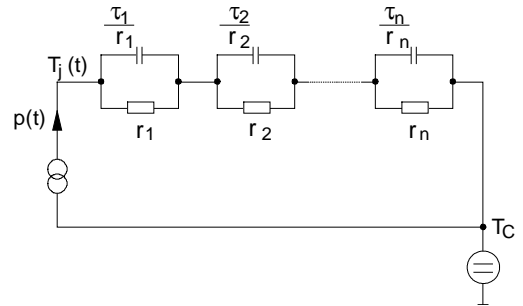 τ1 τ2 τn
r1 r2 rn
Tj (t)
r1 r2 rn
p(t)
TC